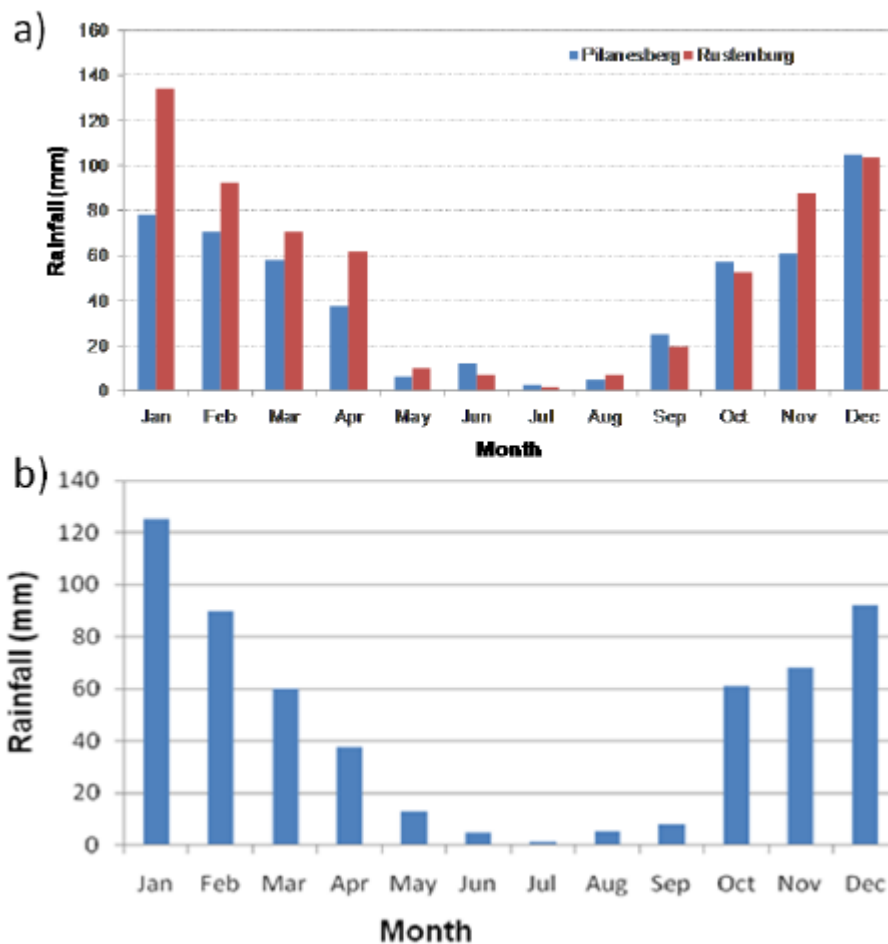 a)
160
Pilanesberg Rustenburg
140
120
100
80
60
40
20
0
Rainfall (mm)
Jan Feb Mar Apr May Jun Jul Aug Sep Oct Nov Dec
Month
b)
140
120
100
80
60
40
20
0
Rainfall (mm)
Jan Feb Mar Apr May Jun Jul Aug Sep Oct Nov Dec
Month